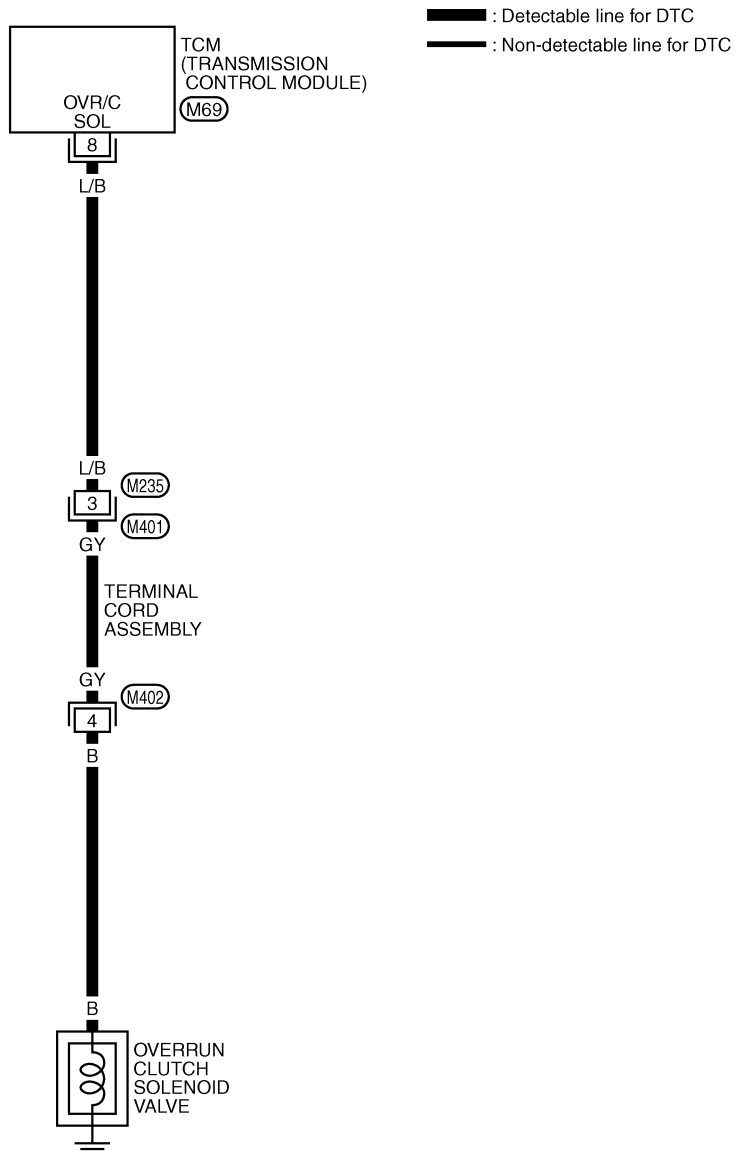 : Detectable line for DTC
: Non-detectable line for DTC
TCM
(TRANSMISSION
CONTROL MODULE)
M69
OVR/C
SOL
8
L/B
L/B
M235
3
M401
GY
TERMINAL
CORD
ASSEMBLY
GY
M402
4
B
B
OVERRUN
CLUTCH
SOLENOID
VALVE